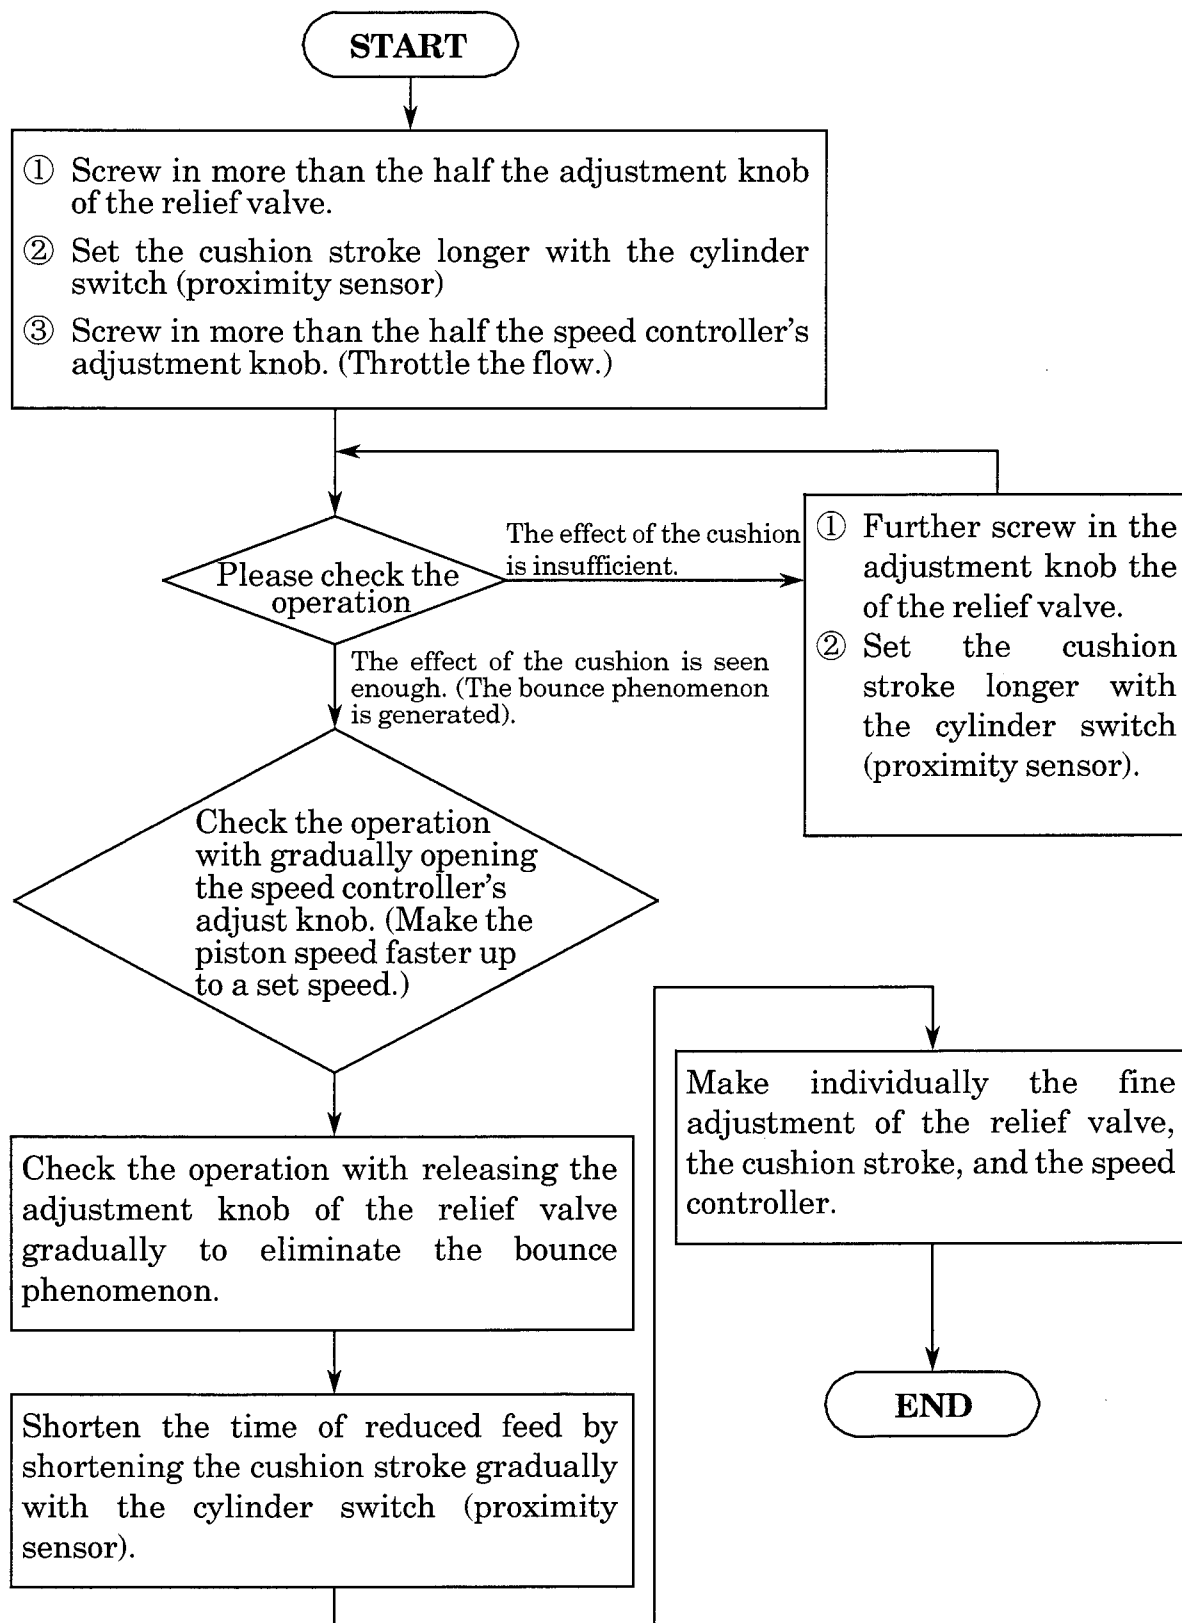 START
① Screw in more than the half the adjustment knob
of the relief valve.
② Set the cushion stroke longer with the cylinder
switch (proximity sensor)
③ Screw in more than the half the speed controller's
adjustment knob. (Throttle the flow.)
Please check the
operation
The effect of the cushion
is insufficient.
① Further screw in the
adjustment knob the
of the relief valve.
② Set the cushion
stroke longer with
the cylinder switch
(proximity sensor).
The effect of the cushion is seen
enough. (The bounce phenomenon
is generated).
Check the operation
with gradually opening
the speed controller's
adjust knob. (Make the
piston speed faster up
to a set speed.)
Check the operation with releasing the
adjustment knob of the relief valve
gradually to eliminate the bounce
phenomenon.
Shorten the time of reduced feed by
shortening the cushion stroke gradually
with the cylinder switch (proximity
sensor).
Make individually the fine
adjustment of the relief valve,
the cushion stroke, and the speed
controller.
END